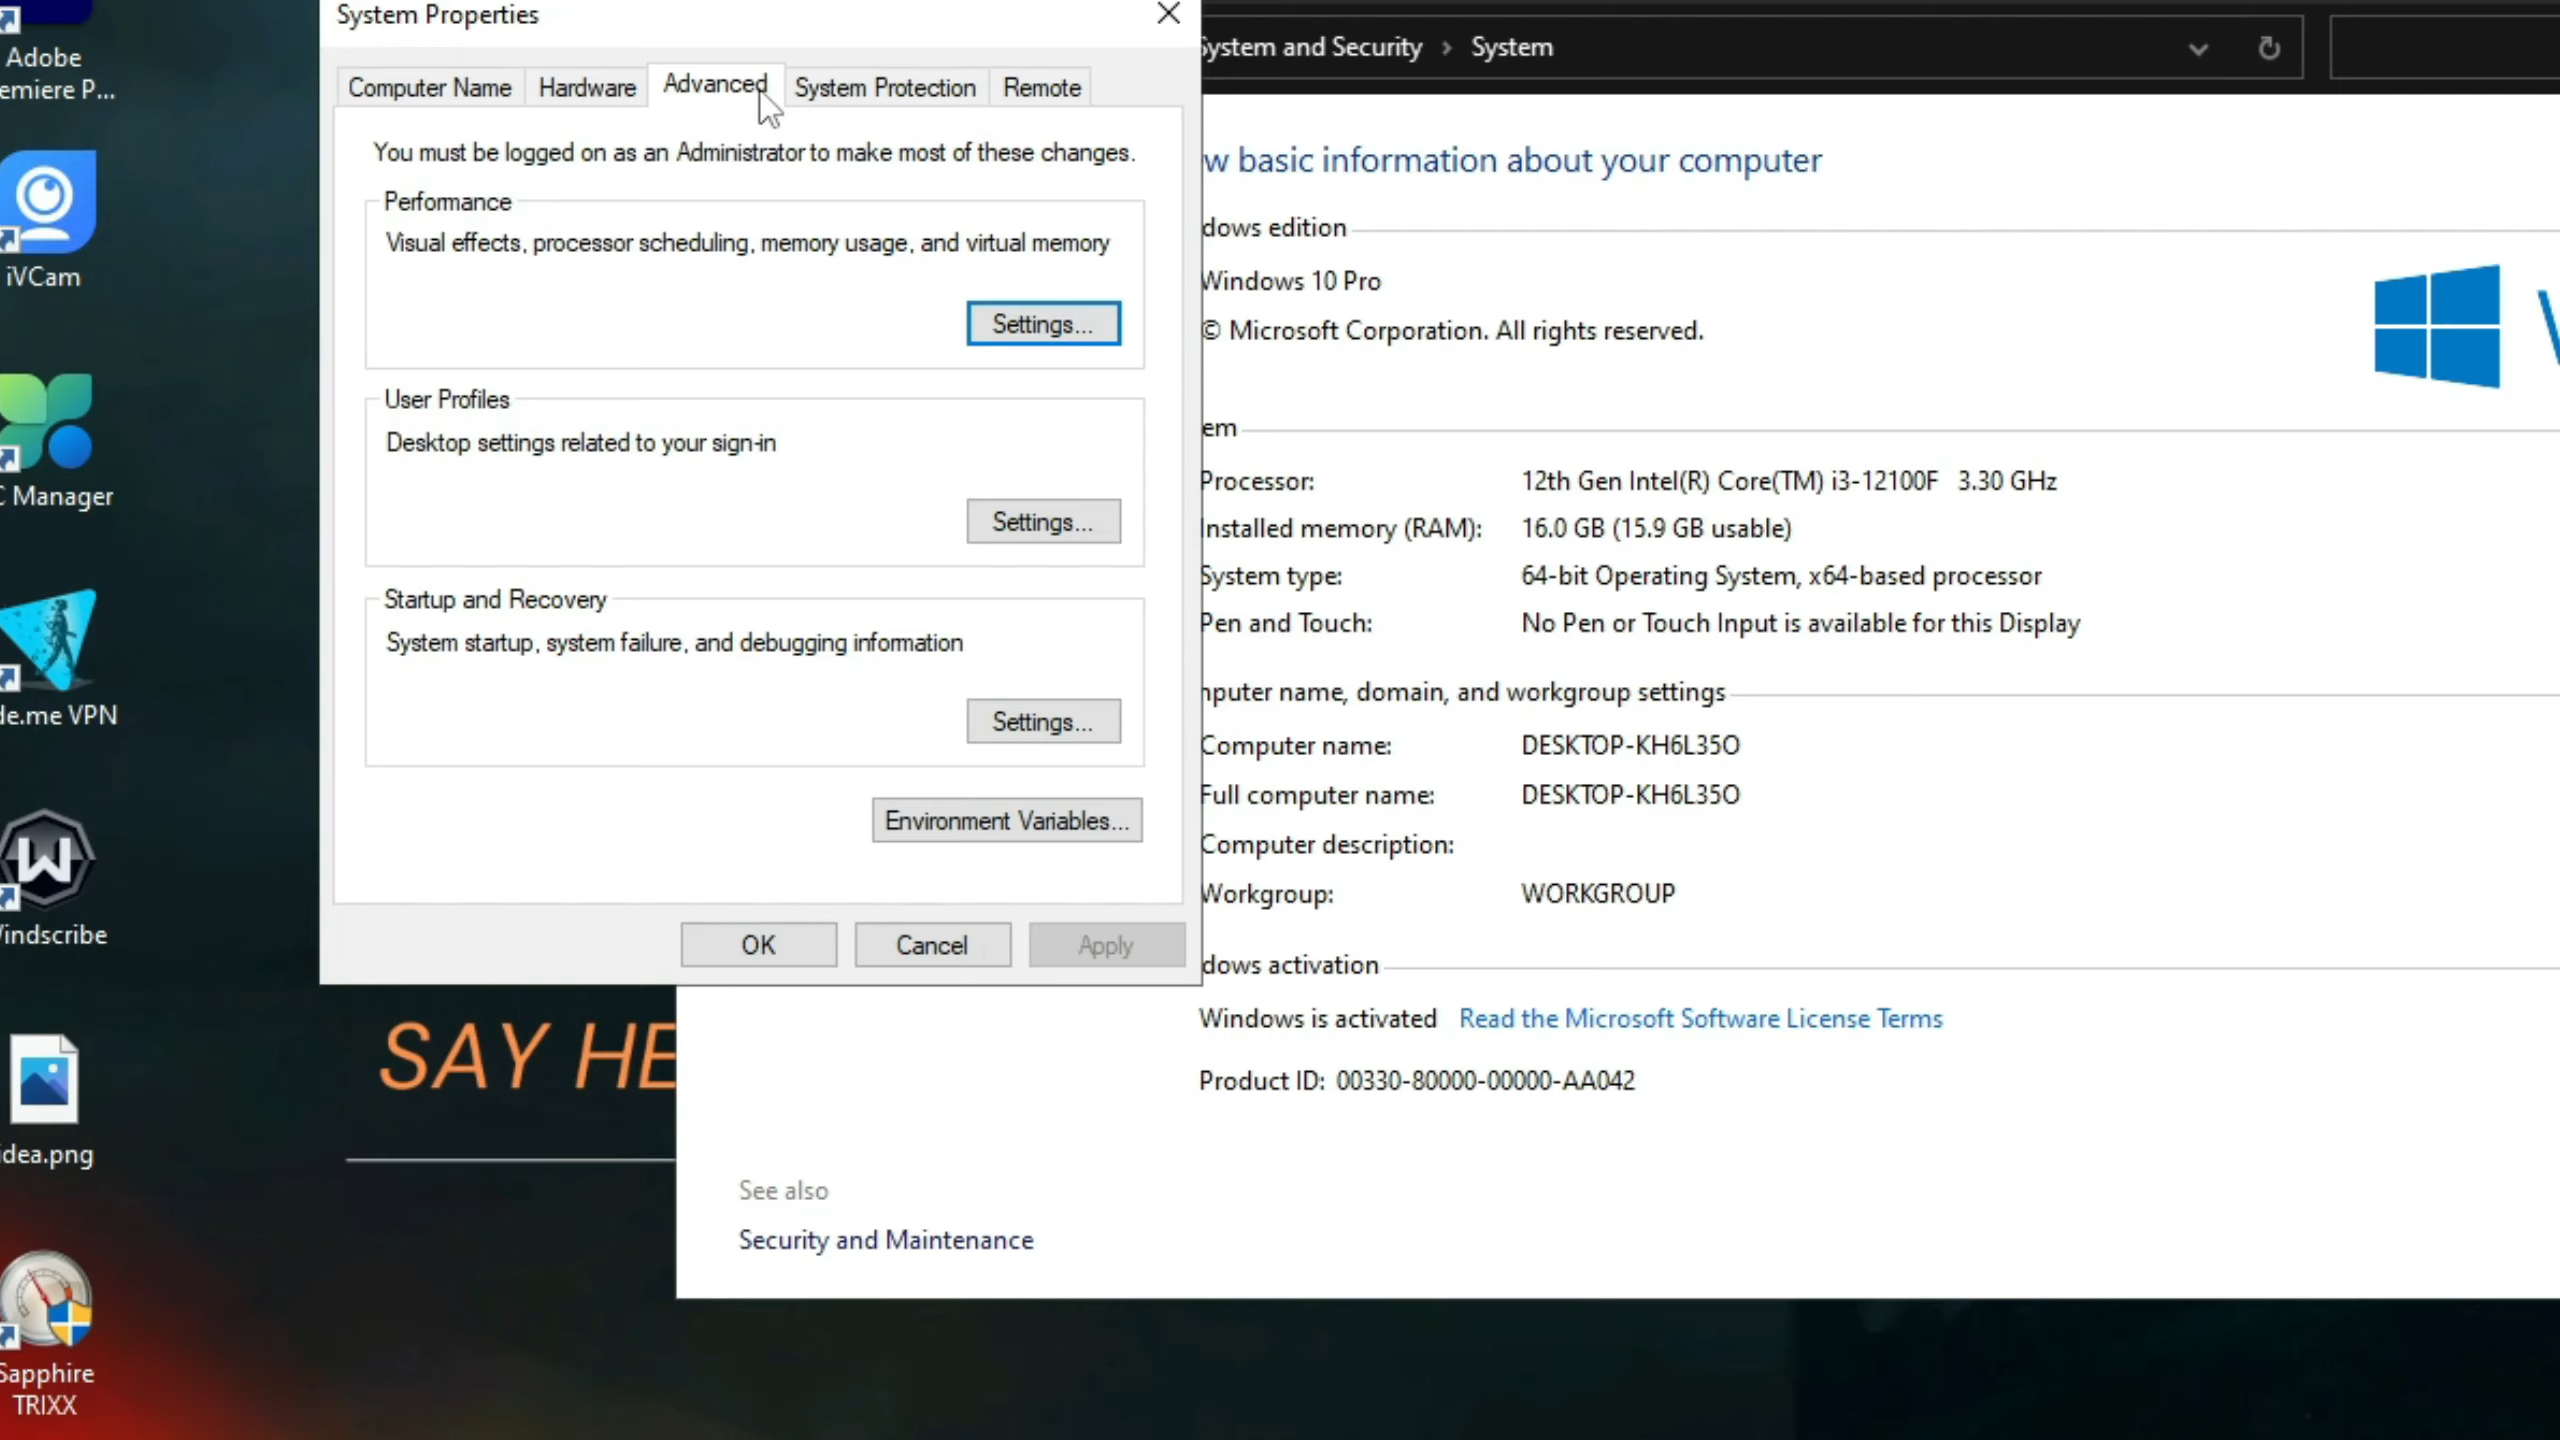 Adobe
emiere P...
iVCam
C Manager
de.me VPN
indscribe
idea.png
Sapphire
TRIXX
System Properties
Computer Name
Hardware
Advanced
System Protection
Remote
You must be logged on as an Administrator to make most of these changes.
Performance
Visual effects, processor scheduling, memory usage, and virtual memory
Settings...
User Profiles
Desktop settings related to your sign-in
Settings...
Startup and Recovery
System startup, system failure, and debugging information
Settings...
Environment Variables...
OK
Cancel
Apply
SAY HE
System and Security › System
w basic information about your computer
dows edition
Windows 10 Pro
© Microsoft Corporation. All rights reserved.
em
Processor: 12th Gen Intel(R) Core(TM) i3-12100F 3.30 GHz
Installed memory (RAM): 16.0 GB (15.9 GB usable)
System type: 64-bit Operating System, x64-based processor
Pen and Touch: No Pen or Touch Input is available for this Display
nputer name, domain, and workgroup settings
Computer name: DESKTOP-KH6L35O
Full computer name: DESKTOP-KH6L35O
Computer description:
Workgroup: WORKGROUP
dows activation
Windows is activated Read the Microsoft Software License Terms
Product ID: 00330-80000-00000-AA042
See also
Security and Maintenance